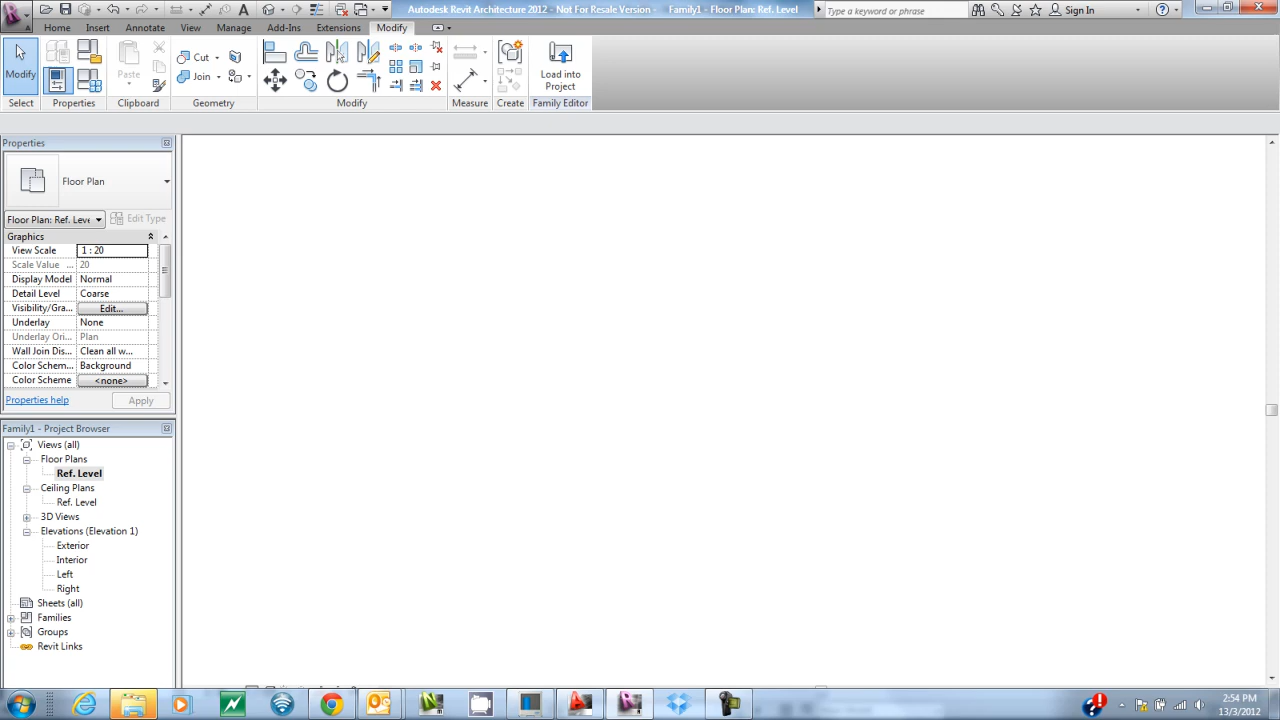 Autodesk Revit Architecture 2012 - Not For Resale Version - Family1 - Floor Plan: Ref. Level
Type a keyword or phrase
Sign In
Home Insert Annotate View Manage Add-Ins Extensions Modify
Modify
Paste
Cut
Join
Load into
Project
Select Properties Clipboard Geometry Modify Measure Create Family Editor
Properties
Floor Plan
Floor Plan: Ref. Leve
Edit Type
Graphics
View Scale 1 : 20
Scale Value ... 20
Display Model Normal
Detail Level Coarse
Visibility/Gra... Edit...
Underlay None
Underlay Ori... Plan
Wall Join Dis... Clean all w...
Color Schem... Background
Color Scheme <none>
Properties help
Apply
Family1 - Project Browser
Views (all)
Floor Plans
Ref. Level
Ceiling Plans
Ref. Level
3D Views
Elevations (Elevation 1)
Exterior
Interior
Left
Right
Sheets (all)
Families
Groups
Revit Links
2:54 PM
13/3/2012